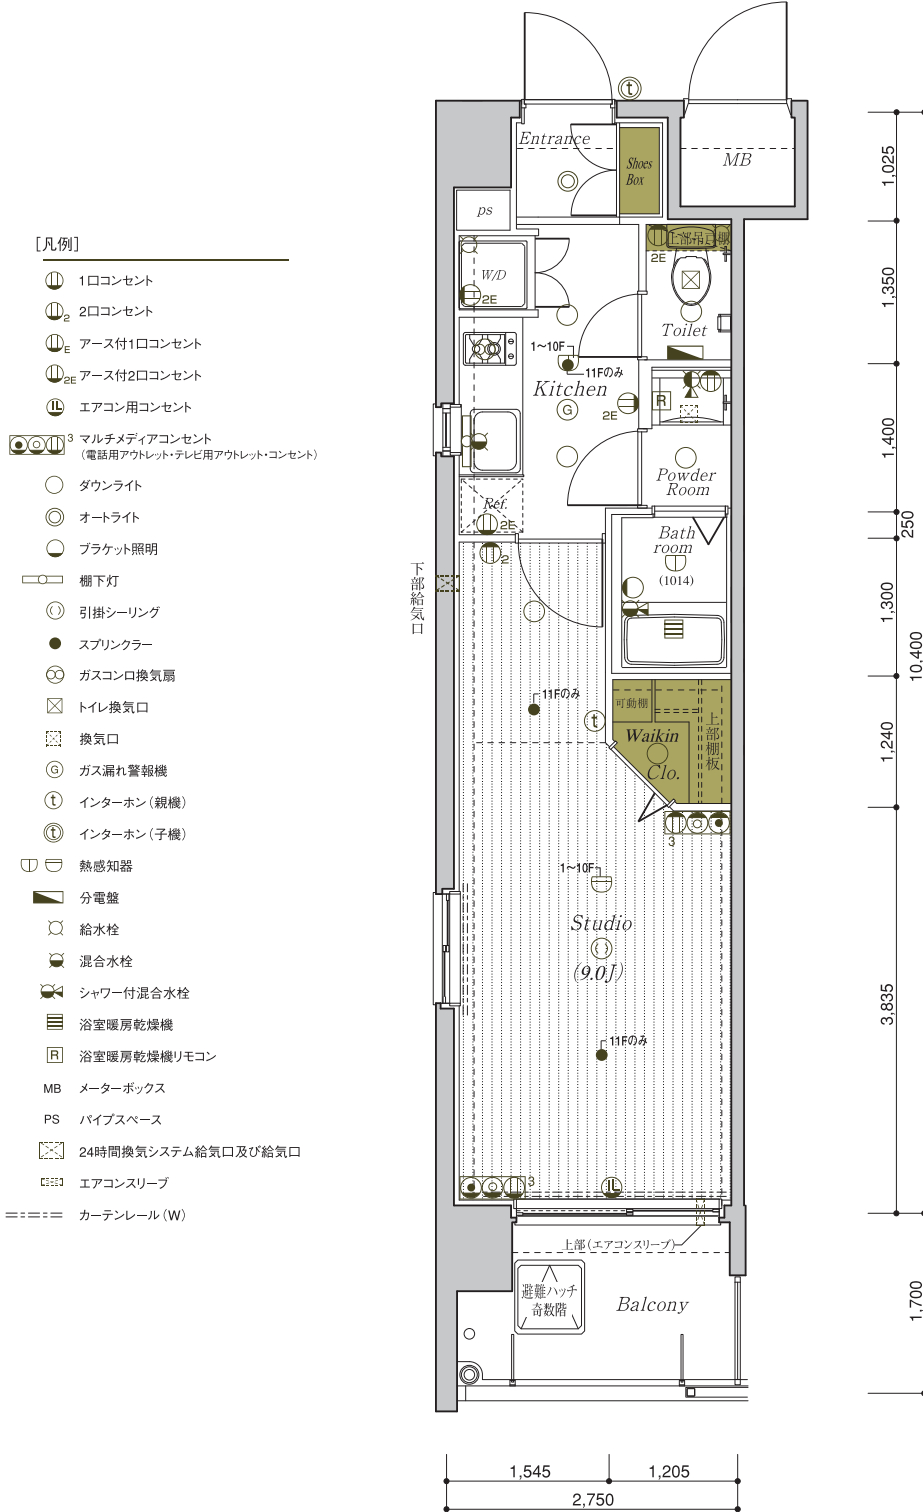 [凡例]
1口コンセント
2口コンセント
2
アース付1口コンセント
E
アース付2口コンセント
2E
エアコン用コンセント
3
マルチメディアコンセント
(電話用アウトレット・テレビ用アウトレット・コンセント)
ダウンライト
オートライト
ブラケット照明
棚下灯
引掛シーリング
スプリンクラー
ガスコンロ換気扇
トイレ換気口
換気口
G
ガス漏れ警報機
t
インターホン(親機)
t
インターホン(子機)
熱感知器
分電盤
給水栓
混合水栓
シャワー付混合水栓
浴室暖房乾燥機
R
浴室暖房乾燥機リモコン
MB
メーターボックス
PS
パイプスペース
24時間換気システム給気口及び給気口
エアコンスリーブ
カーテンレール(W)
t
Entrance
Shoes
Box
MB
ps
上部吊戸棚
2E
W/D
2E
Toilet
1〜10F
11Fのみ
Kitchen
G
2E
R
Powder
Room
Ref.
2E
2
Bath
room
(1014)
下部給気口
11Fのみ
t
可動棚
上部棚板
Waikin
Clo.
3
1〜10F
Studio
(9.0J)
11Fのみ
3
上部(エアコンスリーブ)
避難ハッチ
奇数階
Balcony
1,025
1,350
1,400
250
1,300
10,400
1,240
3,835
1,700
1,545
1,205
2,750